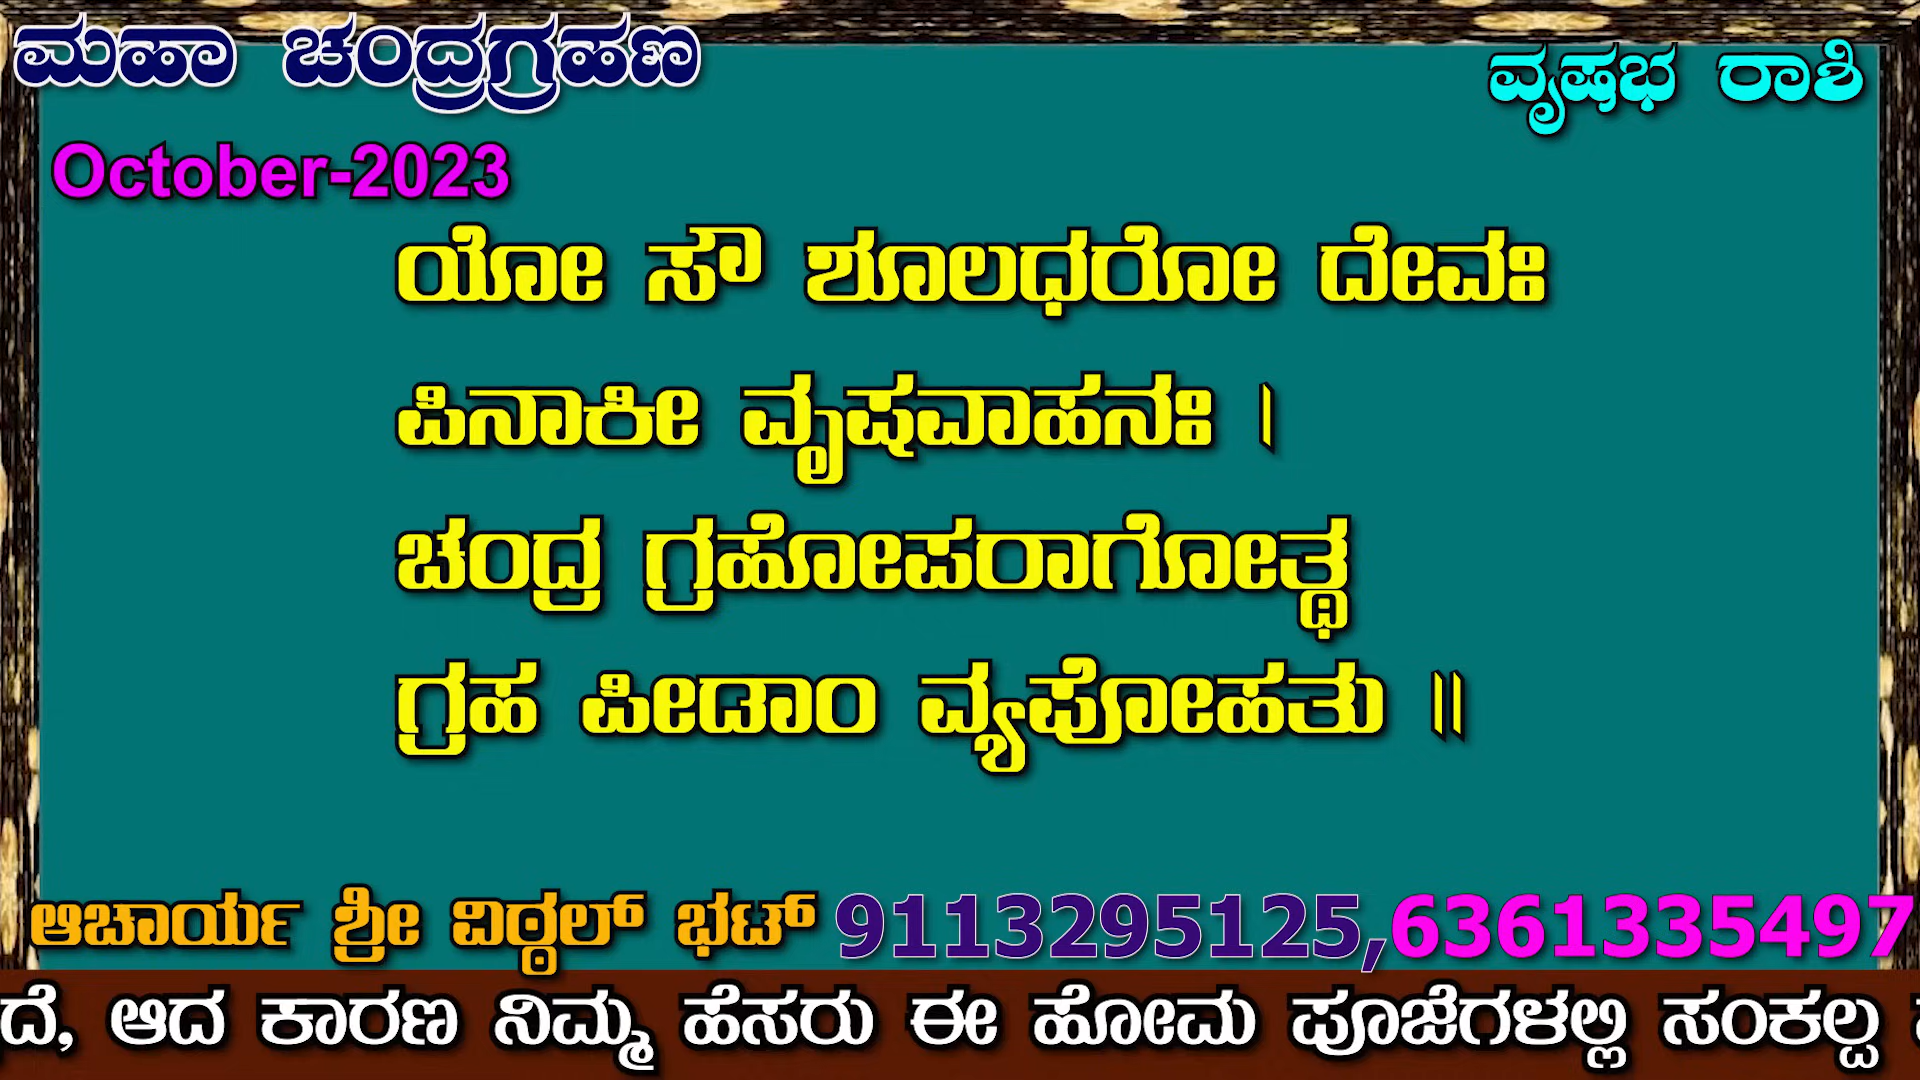 ಮಹಾ ಚಂದ್ರಗ್ರಹಣ
ವೃಷಭ ರಾಶಿ
October-2023
ಯೋ ಸೌ ಶೂಲಧರೋ ದೇವಃ
ಪಿನಾಕೀ ವೃಷವಾಹನಃ ।
ಚಂದ್ರ ಗ್ರಹೋಪರಾಗೋತ್ಥ
ಗ್ರಹ ಪೀಡಾಂ ವ್ಯಪೋಹತು ॥
ಆಚಾರ್ಯ ಶ್ರೀ ವಿಠ್ಠಲ್ ಭಟ್ 9113295125,6361335497
ದೆ, ಆದ ಕಾರಣ ನಿಮ್ಮ ಹೆಸರು ಈ ಹೋಮ ಪೂಜೆಗಳಲ್ಲಿ ಸಂಕಲ್ಪ